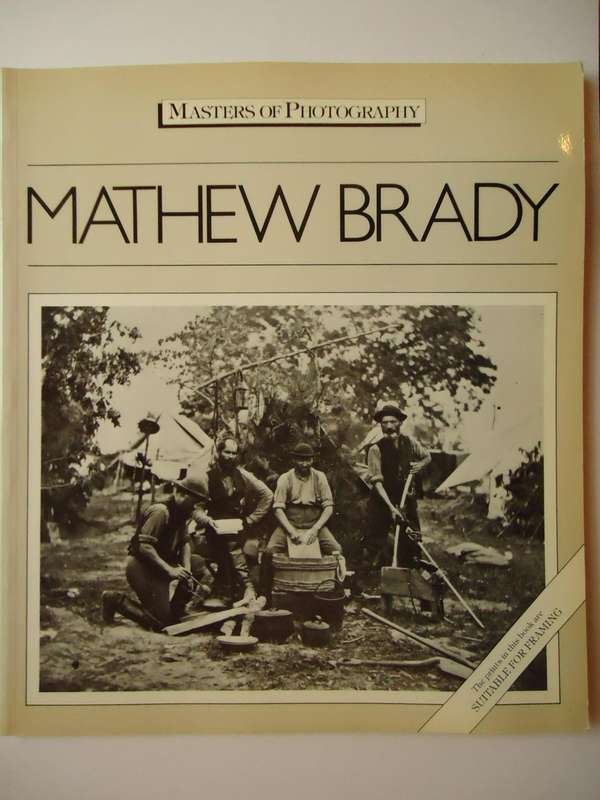 MASTERS OF PHOTOGRAPHY
MATHEW BRADY
The prints in this book are
SUITABLE FOR FRAMING